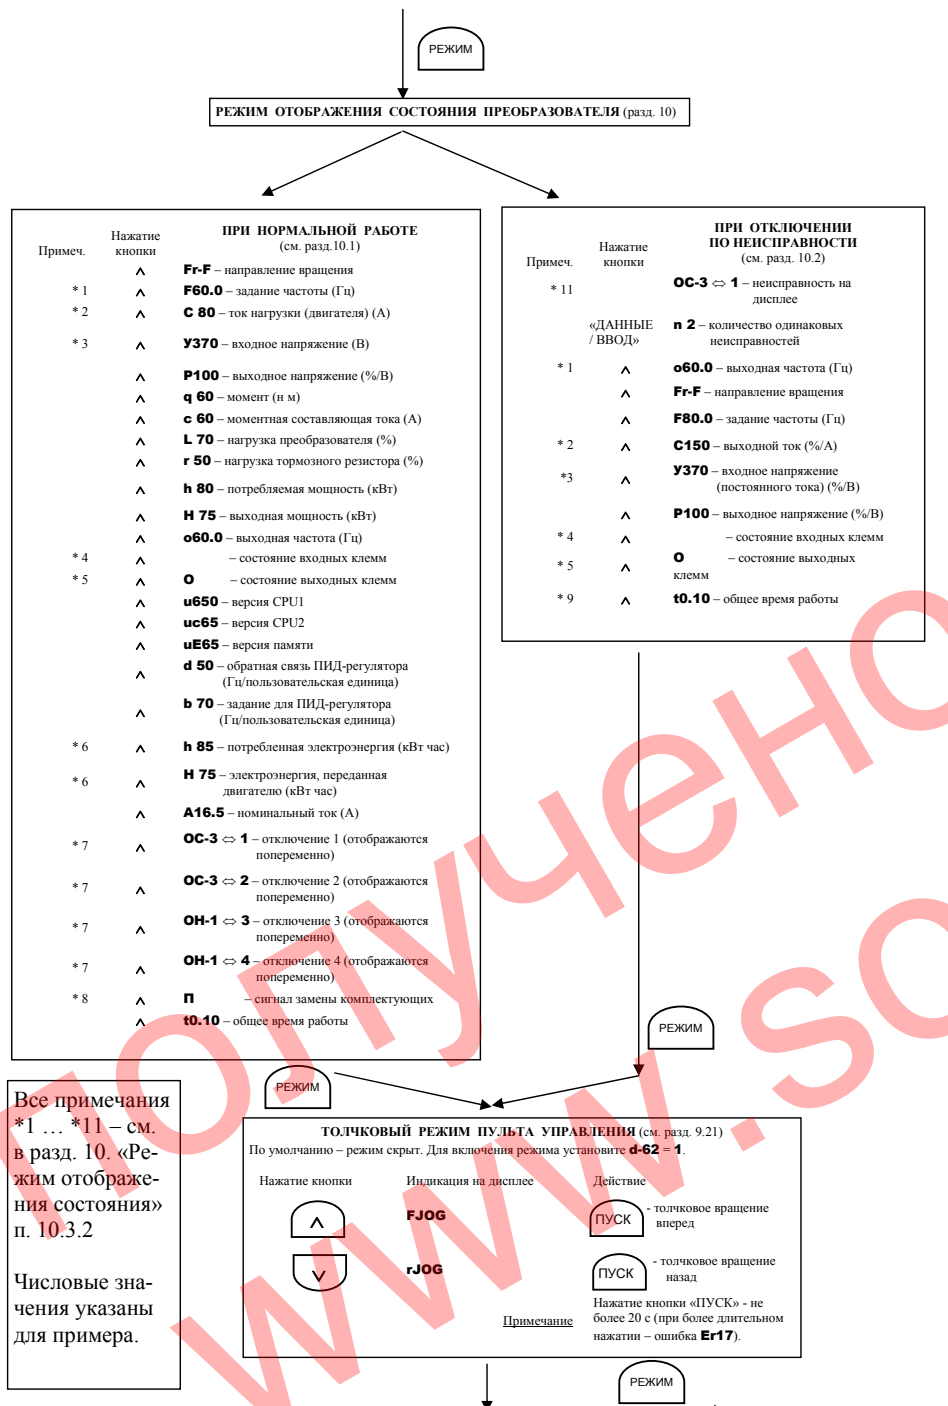 РЕЖИМ
РЕЖИМ ОТОБРАЖЕНИЯ СОСТОЯНИЯ ПРЕОБРАЗОВАТЕЛЯ (разд. 10)
ПРИ НОРМАЛЬНОЙ РАБОТЕ
(см. разд.10.1)
Примеч. Нажатие кнопки
^ Fr-F – направление вращения
* 1 ^ F60.0 – задание частоты (Гц)
* 2 ^ C 80 – ток нагрузки (двигателя) (А)
* 3 ^ У370 – входное напряжение (В)
^ P100 – выходное напряжение (%/В)
^ q 60 – момент (н м)
^ c 60 – моментная составляющая тока (А)
^ L 70 – нагрузка преобразователя (%)
^ r 50 – нагрузка тормозного резистора (%)
^ h 80 – потребляемая мощность (кВт)
^ H 75 – выходная мощность (кВт)
^ o60.0 – выходная частота (Гц)
* 4 ^ – состояние входных клемм
* 5 ^ O – состояние выходных клемм
^ u650 – версия CPU1
^ uc65 – версия CPU2
^ uE65 – версия памяти
^ d 50 – обратная связь ПИД-регулятора
(Гц/пользовательская единица)
^ b 70 – задание для ПИД-регулятора
(Гц/пользовательская единица)
* 6 ^ h 85 – потребленная электроэнергия (кВт час)
* 6 ^ H 75 – электроэнергия, переданная
двигателю (кВт час)
^ A16.5 – номинальный ток (А)
* 7 ^ OC-3 ⇔ 1 – отключение 1 (отображаются
попеременно)
* 7 ^ OC-3 ⇔ 2 – отключение 2 (отображаются
попеременно)
* 7 ^ OH-1 ⇔ 3 – отключение 3 (отображаются
попеременно)
* 7 ^ OH-1 ⇔ 4 – отключение 4 (отображаются
попеременно)
* 8 ^ П – сигнал замены комплектующих
^ t0.10 – общее время работы
ПРИ ОТКЛЮЧЕНИИ
ПО НЕИСПРАВНОСТИ
(см. разд. 10.2)
Примеч. Нажатие кнопки
* 11 OC-3 ⇔ 1 – неисправность на
дисплее
«ДАННЫЕ / ВВОД» n 2 – количество одинаковых
неисправностей
* 1 ^ o60.0 – выходная частота (Гц)
^ Fr-F – направление вращения
^ F80.0 – задание частоты (Гц)
* 2 ^ C150 – выходной ток (%/А)
*3 ^ У370 – входное напряжение
(постоянного тока) (%/В)
^ P100 – выходное напряжение (%/В)
* 4 ^ – состояние входных клемм
* 5 ^ O – состояние выходных
клемм
* 9 ^ t0.10 – общее время работы
РЕЖИМ
РЕЖИМ
Все примечания
*1 … *11 – см.
в разд. 10. «Ре-
жим отображе-
ния состояния»
п. 10.3.2
Числовые зна-
чения указаны
для примера.
ТОЛЧКОВЫЙ РЕЖИМ ПУЛЬТА УПРАВЛЕНИЯ (см. разд. 9.21)
По умолчанию – режим скрыт. Для включения режима установите d-62 = 1.
Нажатие кнопки Индикация на дисплее Действие
^ FJOG ПУСК - толчковое вращение
вперед
v rJOG ПУСК - толчковое вращение
назад
Примечание Нажатие кнопки «ПУСК» - не
более 20 с (при более длительном
нажатии – ошибка Er17).
РЕЖИМ